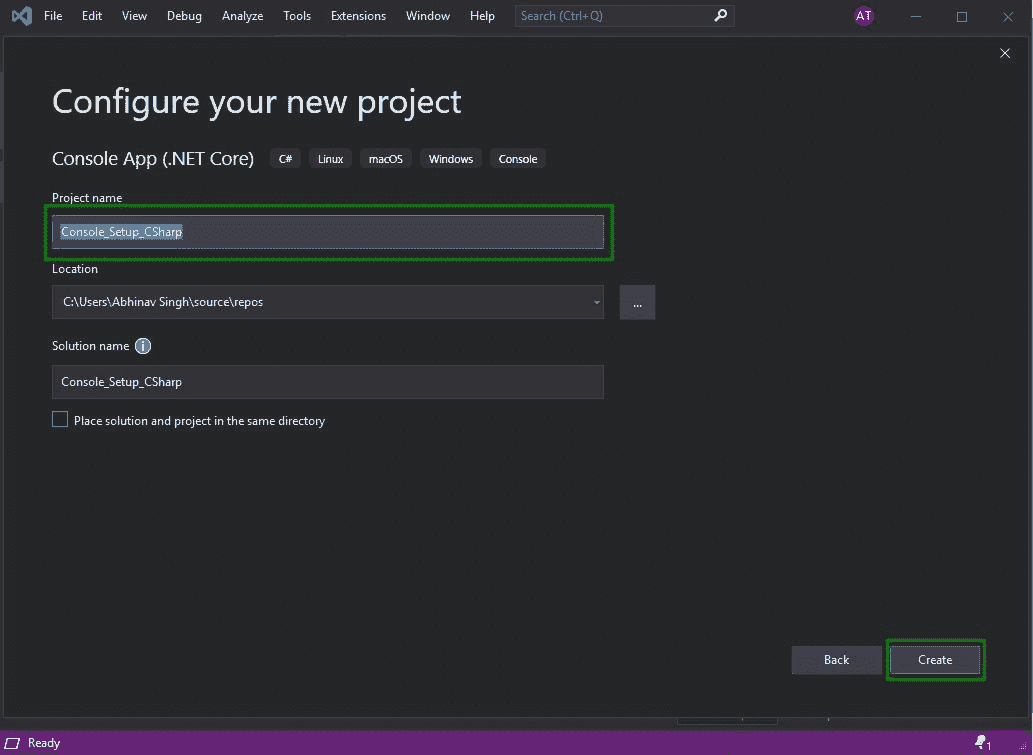 File Edit View Debug Analyze Tools Extensions Window Help Search (Ctrl+Q) AT
Configure your new project
Console App (.NET Core) C# Linux macOS Windows Console
Project name
Console_Setup_CSharp
Location
C:\Users\Abhinav Singh\source\repos
...
Solution name i
Console_Setup_CSharp
Place solution and project in the same directory
Back Create
Ready 1